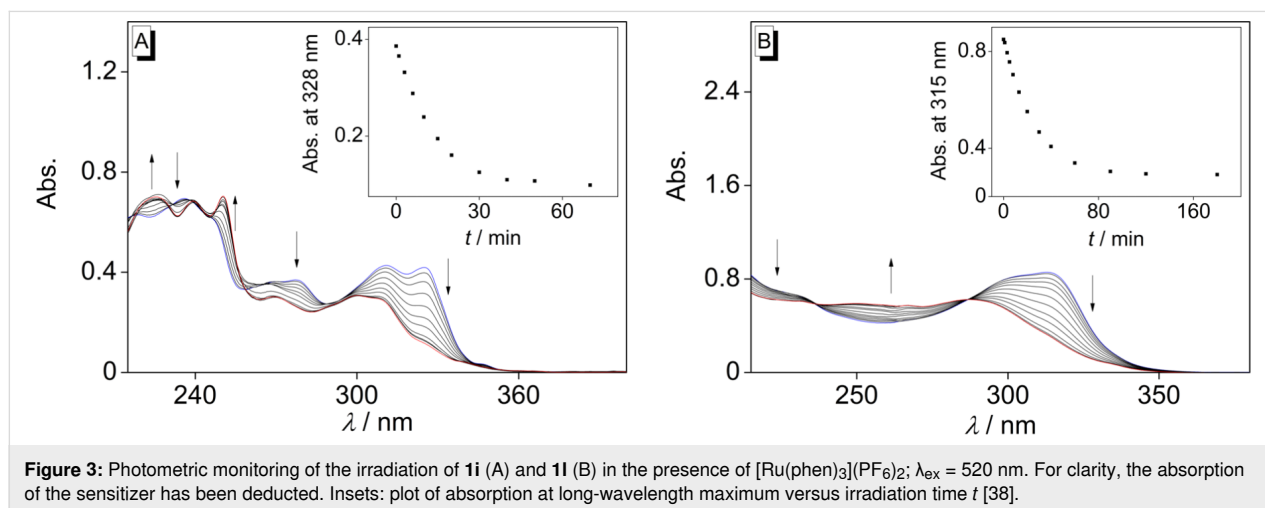 A
1.2
0.8
0.4
0
Abs.
240
300
360
λ / nm
0.4
0.2
Abs. at 328 nm
0
30
60
t / min
B
2.4
1.6
0.8
0
Abs.
250
300
350
λ / nm
0.8
0.4
0
Abs. at 315 nm
0
80
160
t / min
Figure 3: Photometric monitoring of the irradiation of 1i (A) and 1l (B) in the presence of [Ru(phen)₃](PF₆)₂; λₑₓ = 520 nm. For clarity, the absorption
of the sensitizer has been deducted. Insets: plot of absorption at long-wavelength maximum versus irradiation time t [38].